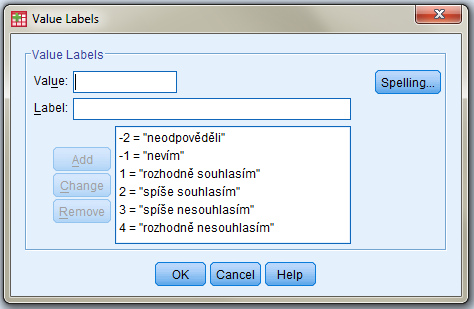 Value Labels
Value Labels
Value:
Spelling...
Label:
Add
Change
Remove
-2 = "neodpověděli"
-1 = "nevím"
1 = "rozhodně souhlasím"
2 = "spíše souhlasím"
3 = "spíše nesouhlasím"
4 = "rozhodně nesouhlasím"
OK Cancel Help